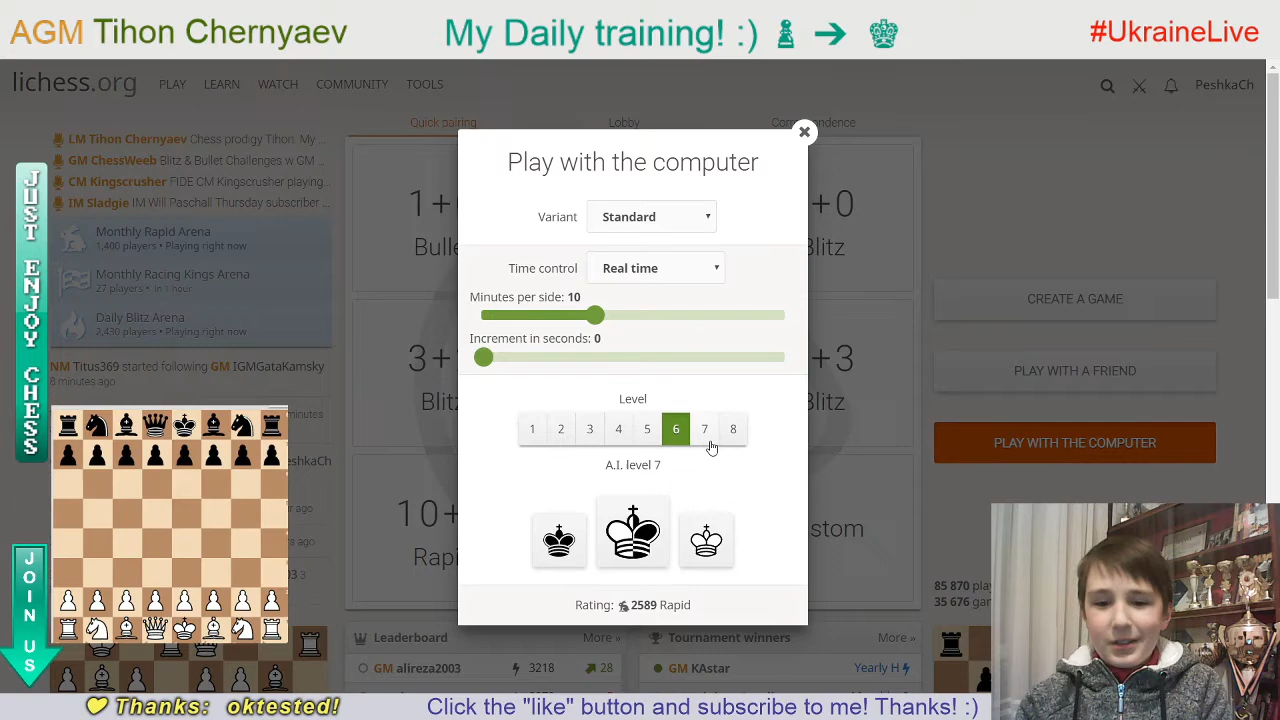 AGM Tihon Chernyaev
My Daily training! :)
#UkraineLive
lichess.org
PLAY LEARN WATCH COMMUNITY TOOLS
PeshkaCh
LM Tihon Chernyaev Chess prodigy Tihon. My ...
GM ChessWeeb Blitz & Bullet Challenges w GM ...
CM Kingscrusher FIDE CM Kingscrusher playing...
IM Sladgie IM Will Paschall Thursday subscriber ...
Monthly Rapid Arena
1,400 players • Playing right now
Monthly Racing Kings Arena
27 players • in 1 hour
Daily Blitz Arena
2,430 players • Playing right now
NM Titus369 started following GM IGMGataKamsky
8 minutes ago
JUST ENJOY CHESS
JOIN US
Quick pairing Lobby
Play with the computer
Variant Standard
Time control Real time
Minutes per side: 10
Increment in seconds: 0
Level
1 2 3 4 5 6 7 8
A.I. level 7
Rating: 2589 Rapid
+0
Blitz
+3
Blitz
10+
CREATE A GAME
PLAY WITH A FRIEND
PLAY WITH THE COMPUTER
Leaderboard More »
GM alireza2003 3218 28
Tournament winners More »
GM KAstar Yearly H
Thanks: oktested!
Click the "like" button and subscribe to me! Thanks! :)